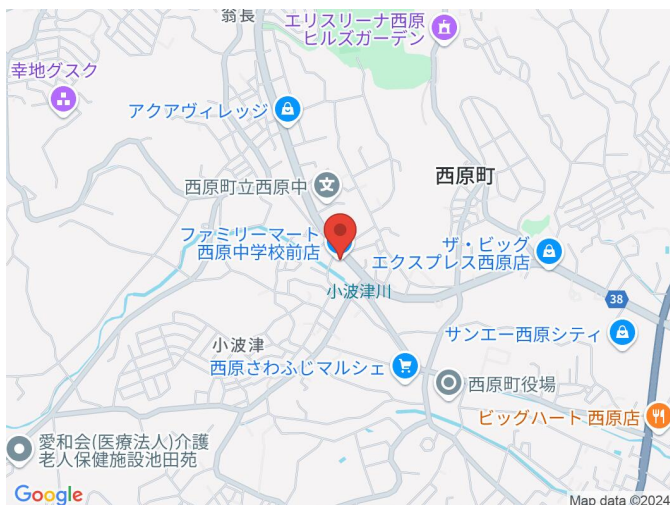 翁長
エリスリーナ西原
ヒルズガーデン
幸地グスク
アクアヴィレッジ
西原町
西原町立西原中
ファミリーマート
西原中学校前店
ザ・ビッグ
エクスプレス西原店
小波津川
38
小波津
サンエー西原シティ
西原さわふじマルシェ
西原町役場
ビッグハート 西原店
愛和会(医療法人)介護
老人保健施設池田苑
Google
Map data ©2024